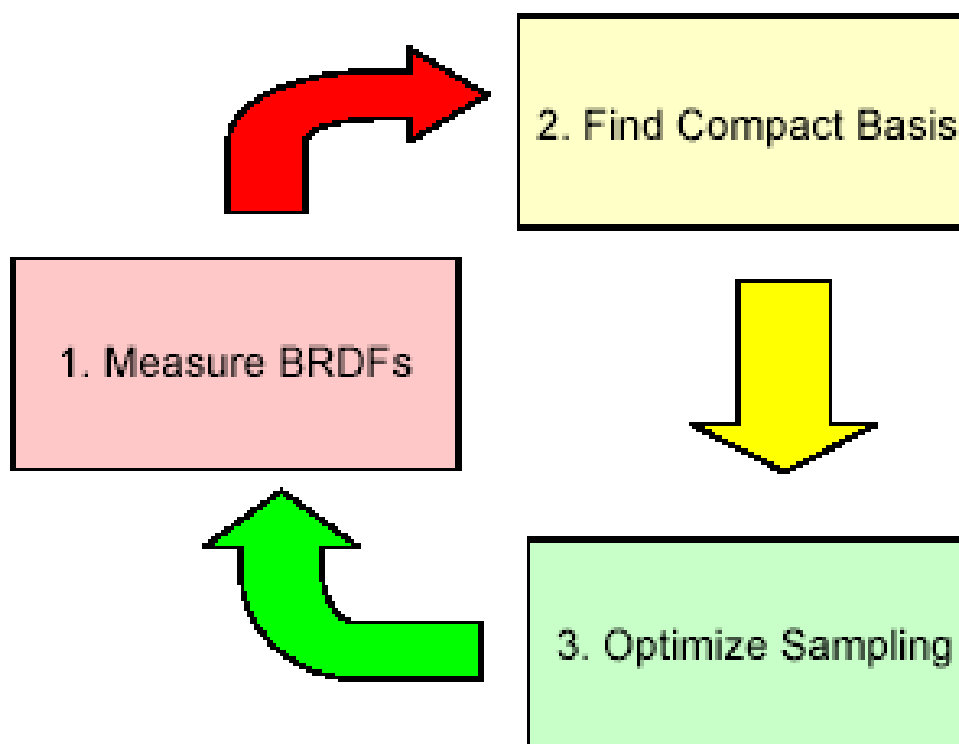 1. Measure BRDFs
2. Find Compact Basis
3. Optimize Sampling